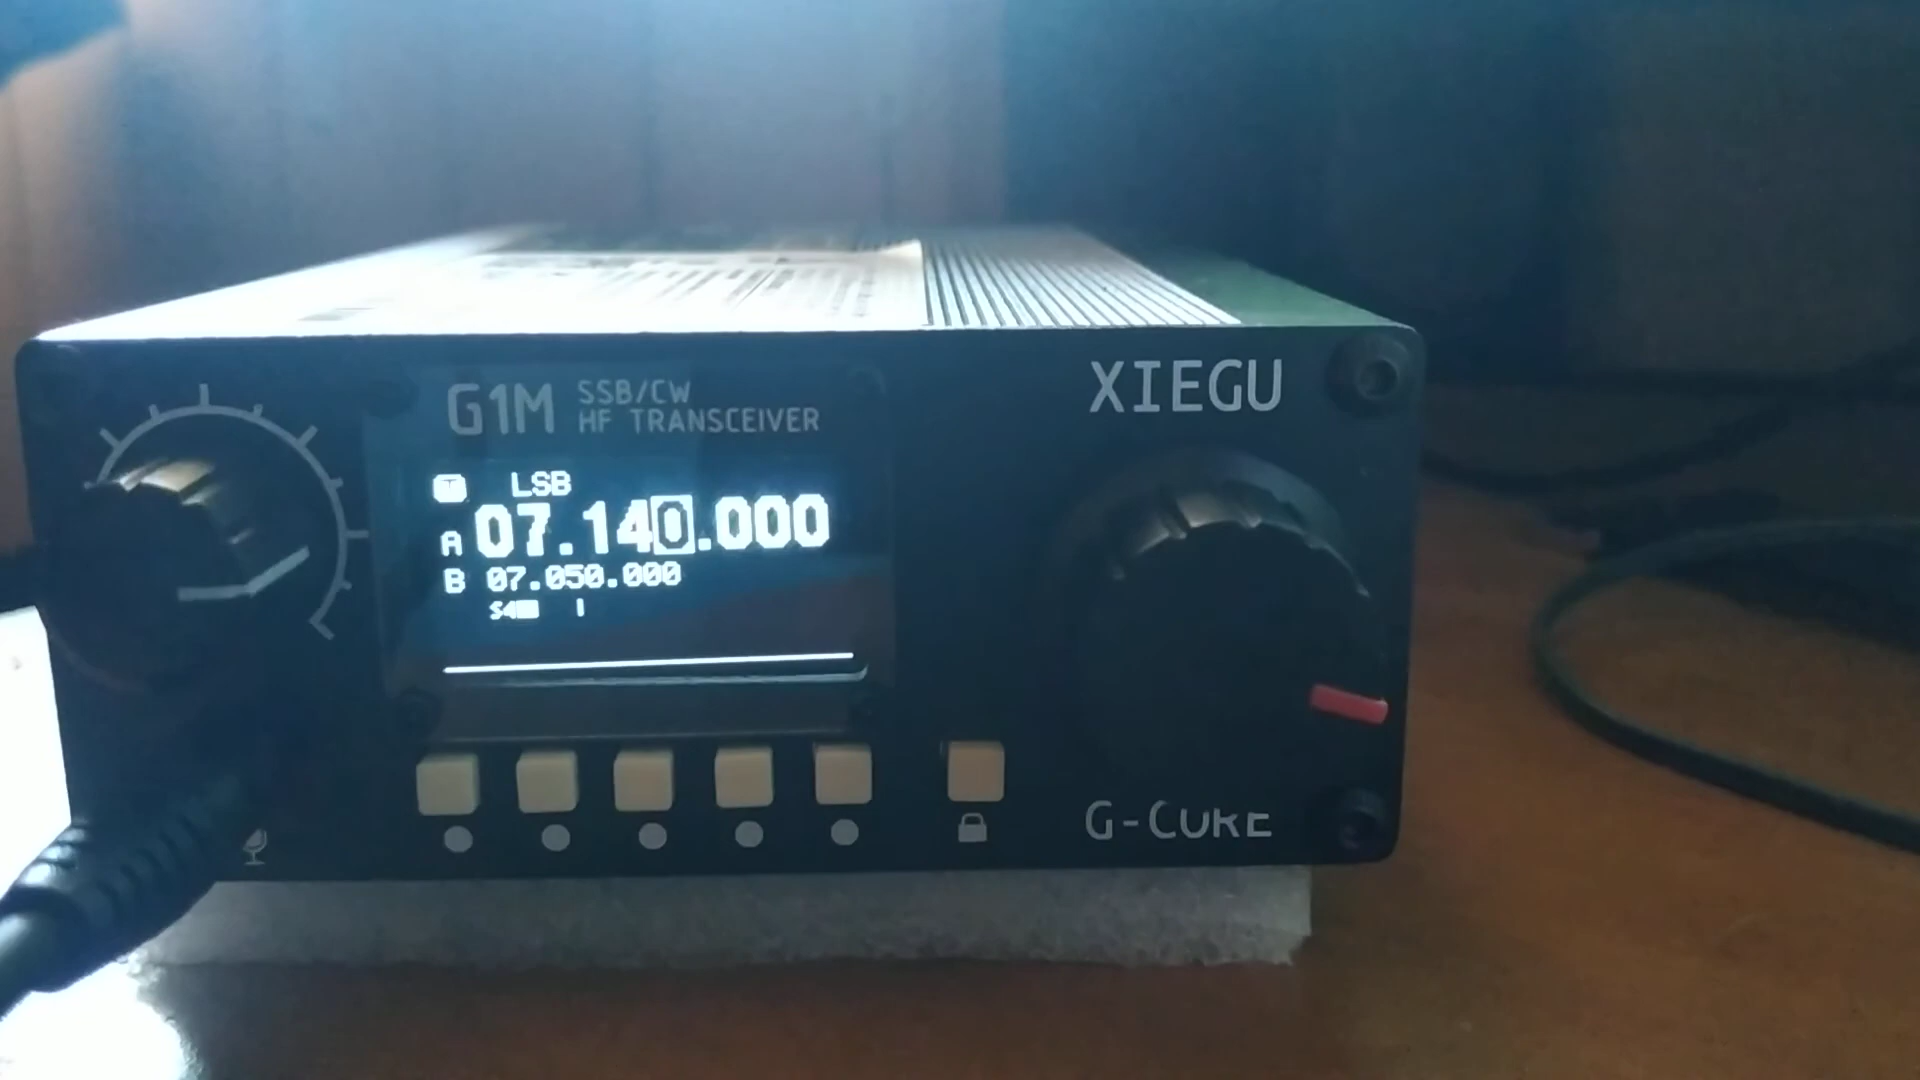 G1M SSB/CW
HF TRANSCEIVER
XIEGU
LSB
A 07.140.000
B 07.050.000
S4
G-CORE